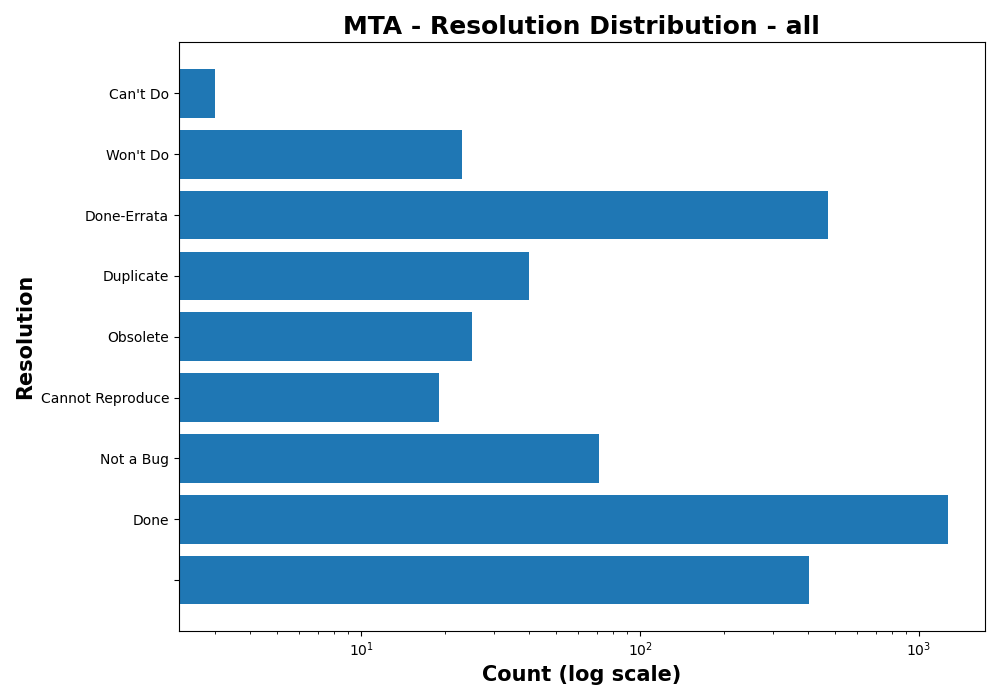 MTA - Resolution Distribution - all
Resolution
Can't Do
Won't Do
Done-Errata
Duplicate
Obsolete
Cannot Reproduce
Not a Bug
Done
10¹
10²
10³
Count (log scale)